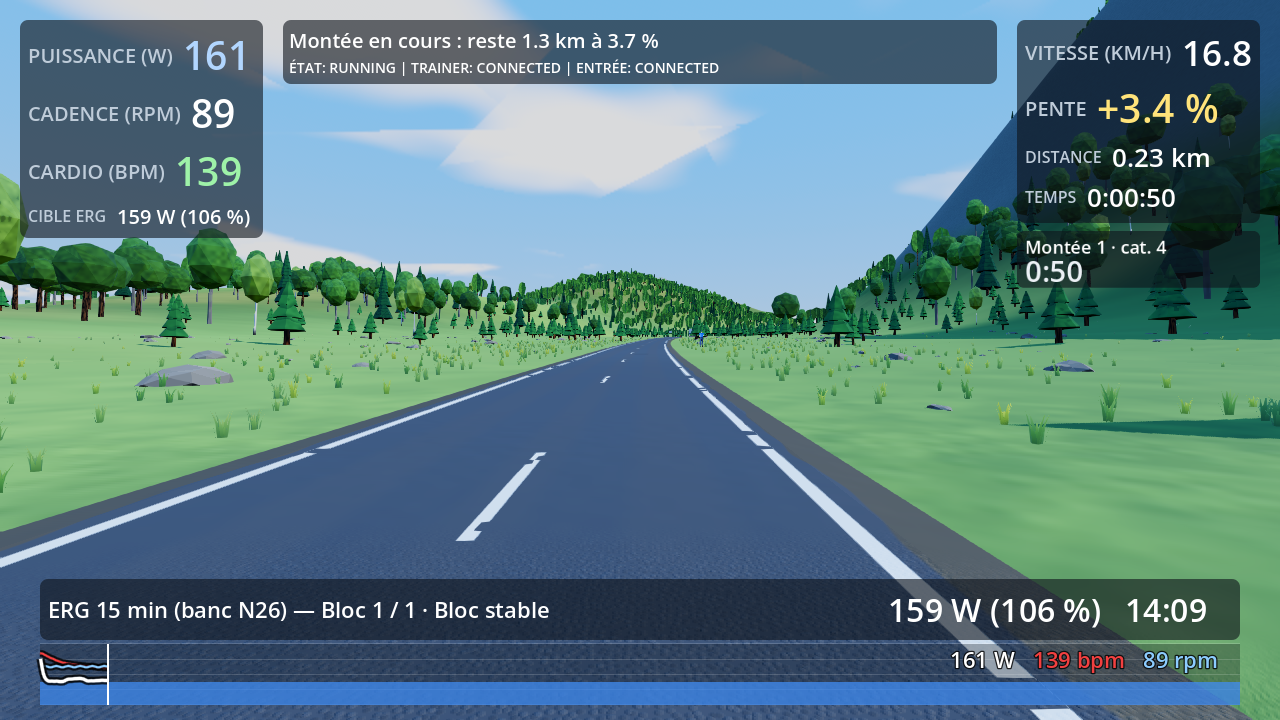 PUISSANCE (W) 161
CADENCE (RPM) 89
CARDIO (BPM) 139
CIBLE ERG 159 W (106 %)
Montée en cours : reste 1.3 km à 3.7 %
ÉTAT: RUNNING | TRAINER: CONNECTED | ENTRÉE: CONNECTED
VITESSE (KM/H) 16.8
PENTE +3.4 %
DISTANCE 0.23 km
TEMPS 0:00:50
Montée 1 · cat. 4
0:50
ERG 15 min (banc N26) — Bloc 1 / 1 · Bloc stable 159 W (106 %) 14:09
161 W 139 bpm 89 rpm